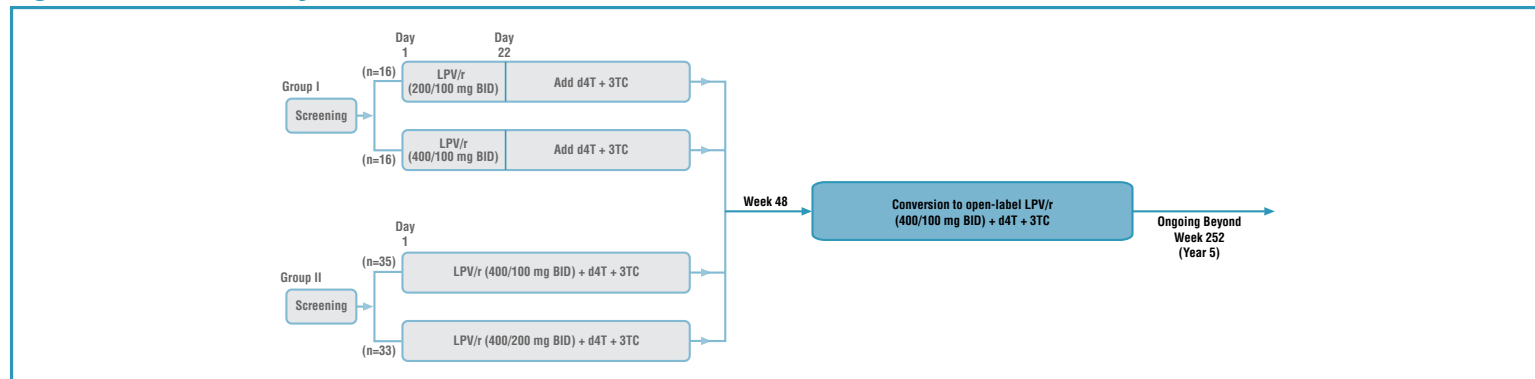 Day
1
Day
22
(n=16)
Group I
Screening
LPV/r
(200/100 mg BID)
Add d4T + 3TC
LPV/r
(400/100 mg BID)
Add d4T + 3TC
(n=16)
Week 48
Conversion to open-label LPV/r
(400/100 mg BID) + d4T + 3TC
Ongoing Beyond
Week 252
(Year 5)
Day
1
(n=35)
Group II
Screening
LPV/r (400/100 mg BID) + d4T + 3TC
LPV/r (400/200 mg BID) + d4T + 3TC
(n=33)